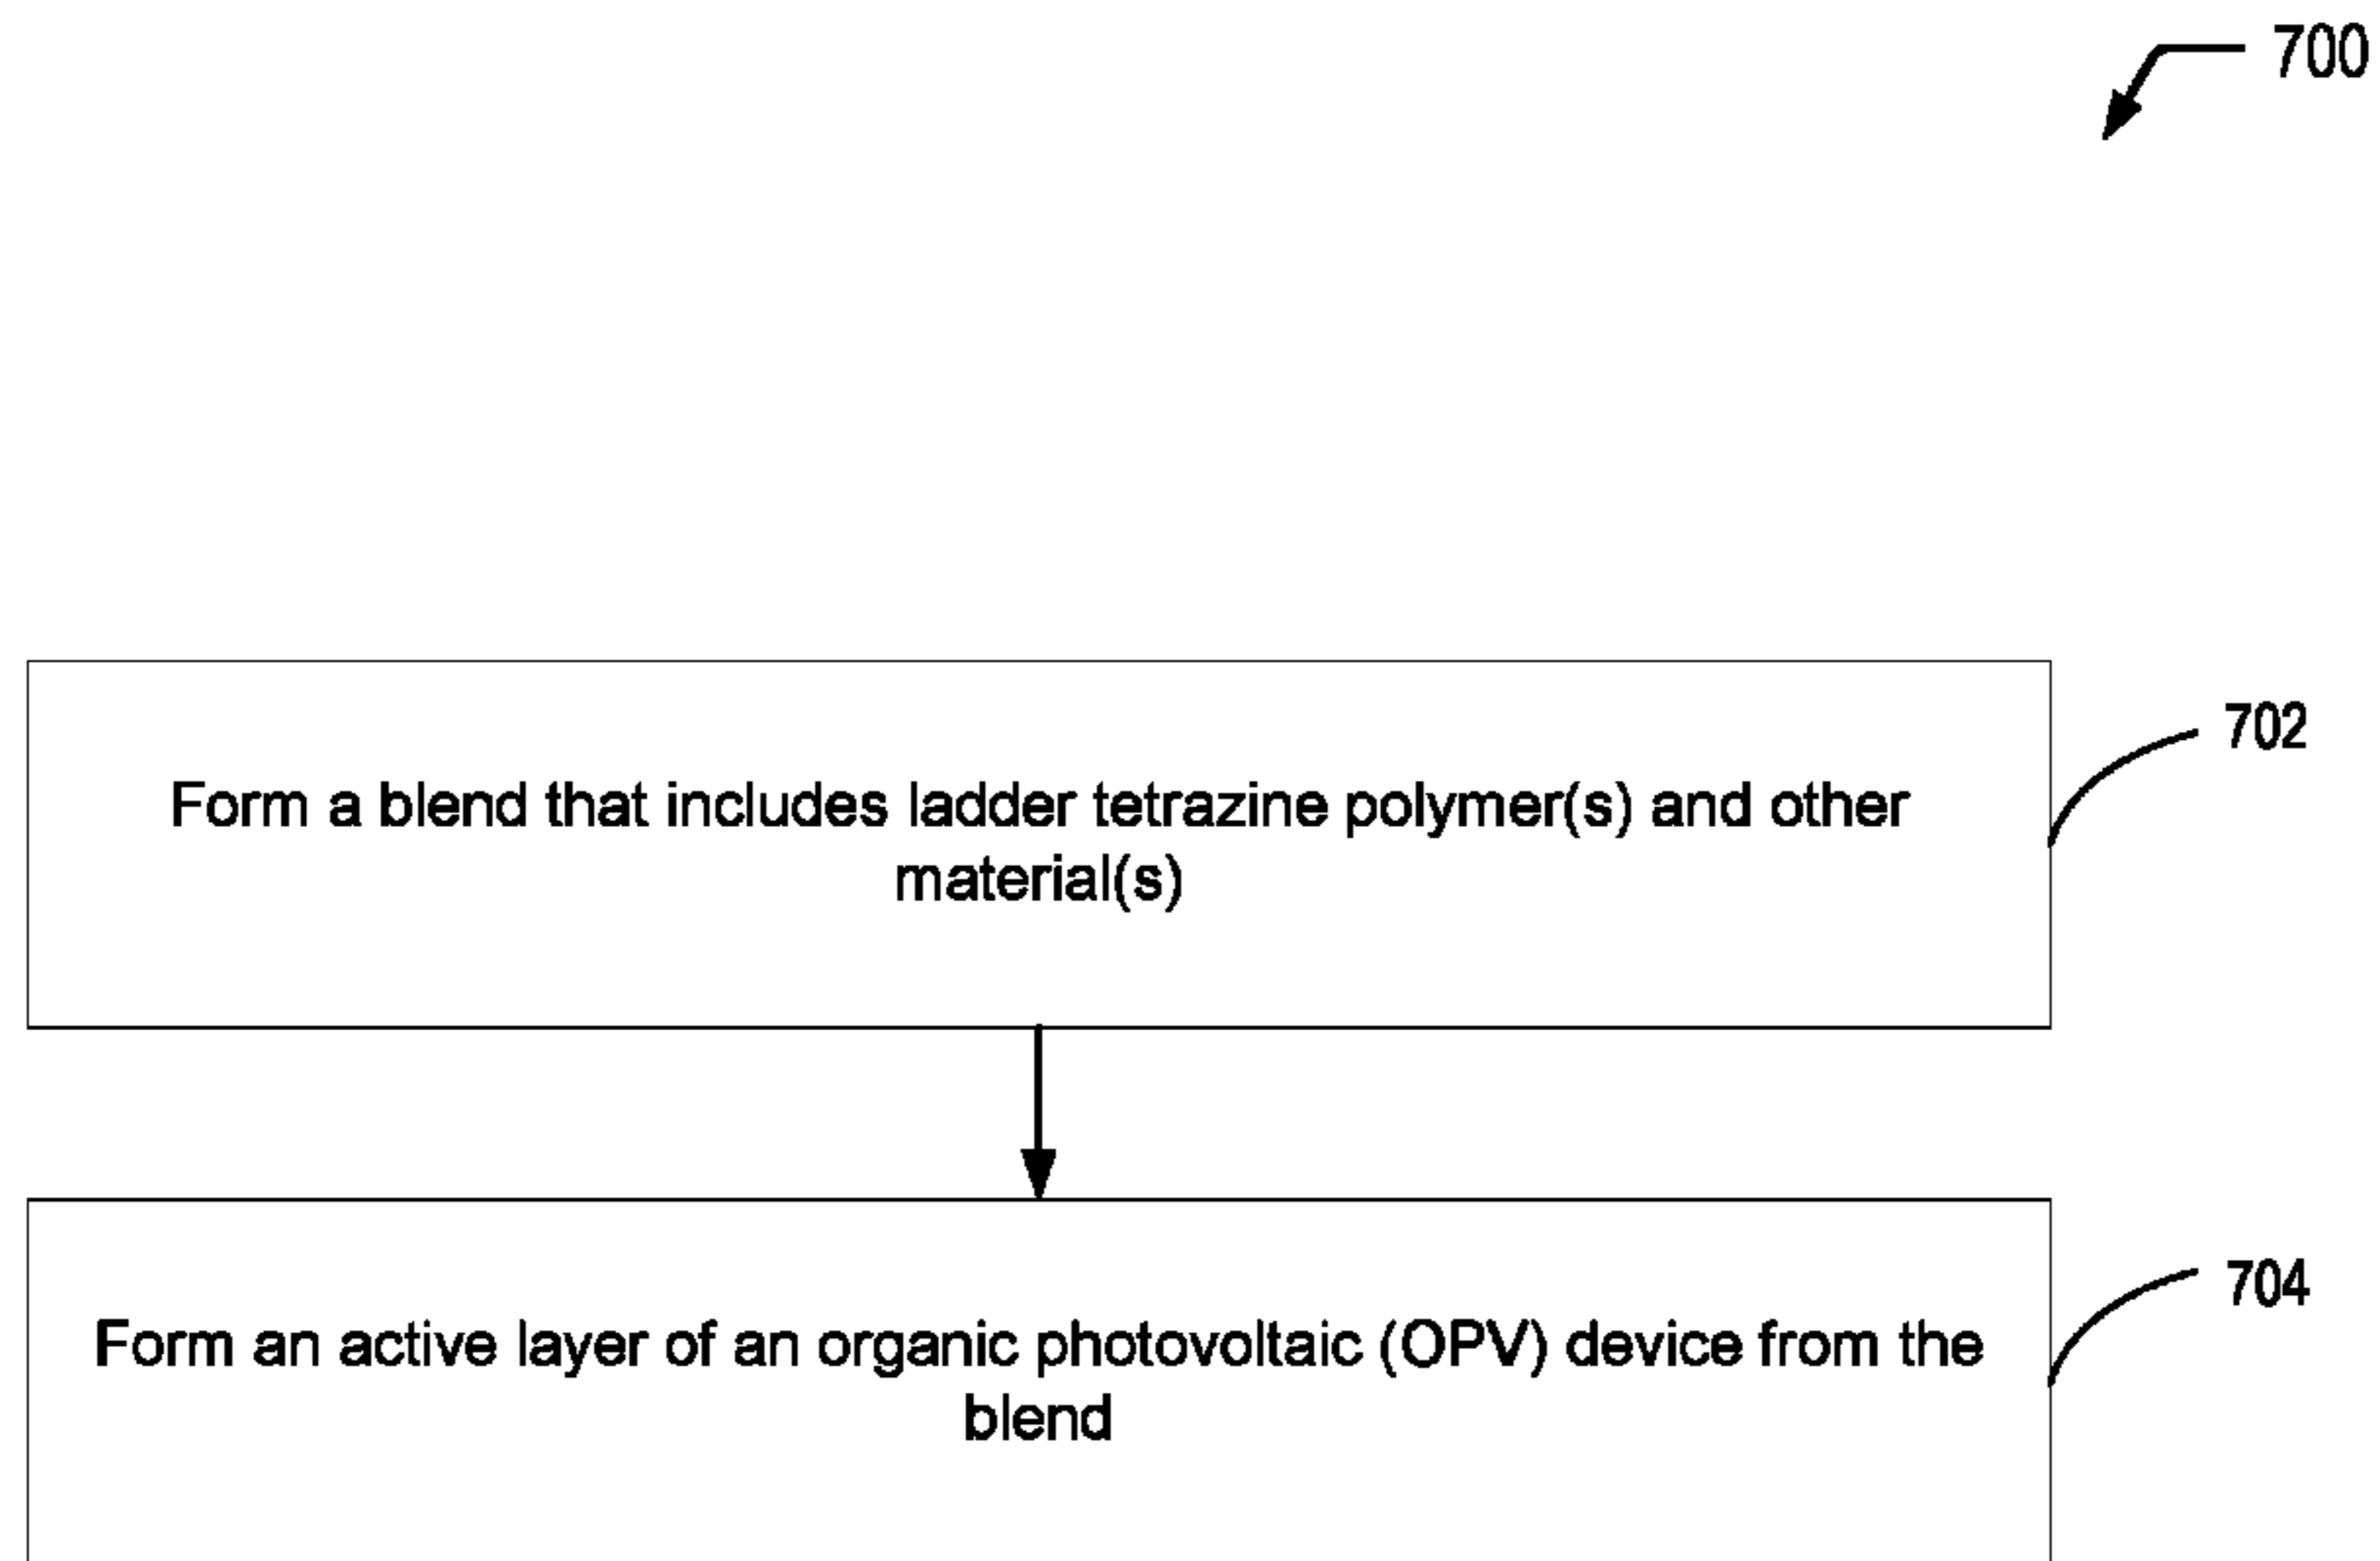 700
702
Form a blend that includes ladder tetrazine polymer(s) and other
material(s)
704
Form an active layer of an organic photovoltaic (OPV) device from the
blend